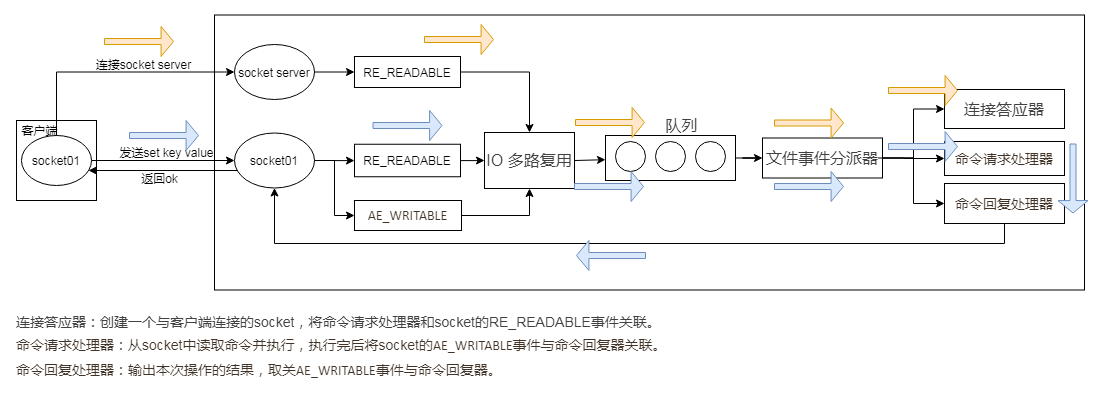 连接socket server
socket server
RE_READABLE
客户端
socket01
发送set key value
返回ok
socket01
RE_READABLE
AE_WRITABLE
IO 多路复用
队列
文件事件分派器
连接答应器
命令请求处理器
命令回复处理器
连接答应器：创建一个与客户端连接的socket，将命令请求处理器和socket的RE_READABLE事件关联。
命令请求处理器：从socket中读取命令并执行，执行完后将socket的AE_WRITABLE事件与命令回复器关联。
命令回复处理器：输出本次操作的结果，取关AE_WRITABLE事件与命令回复器。